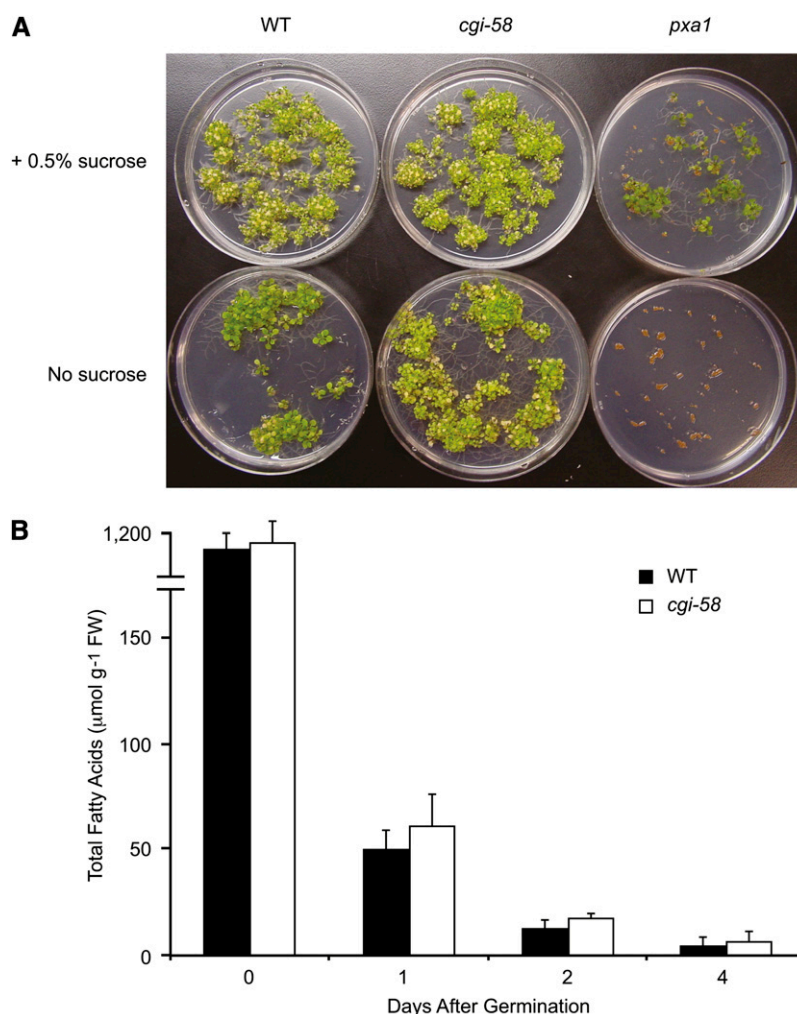 A
WT cgi-58 pxa1
+ 0.5% sucrose
No sucrose
B
1,200
150
100
50
0
Total Fatty Acids (μmol g-1 FW)
WT
cgi-58
0 1 2 4
Days After Germination